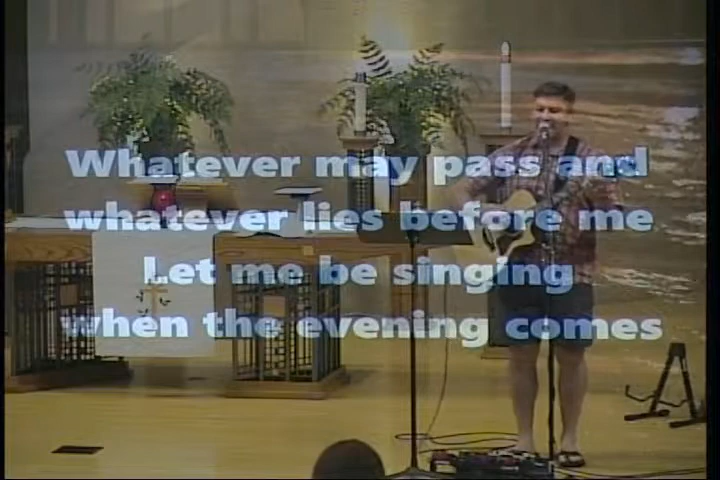 Whatever may pass and
whatever lies before me
Let me be singing
when the evening comes